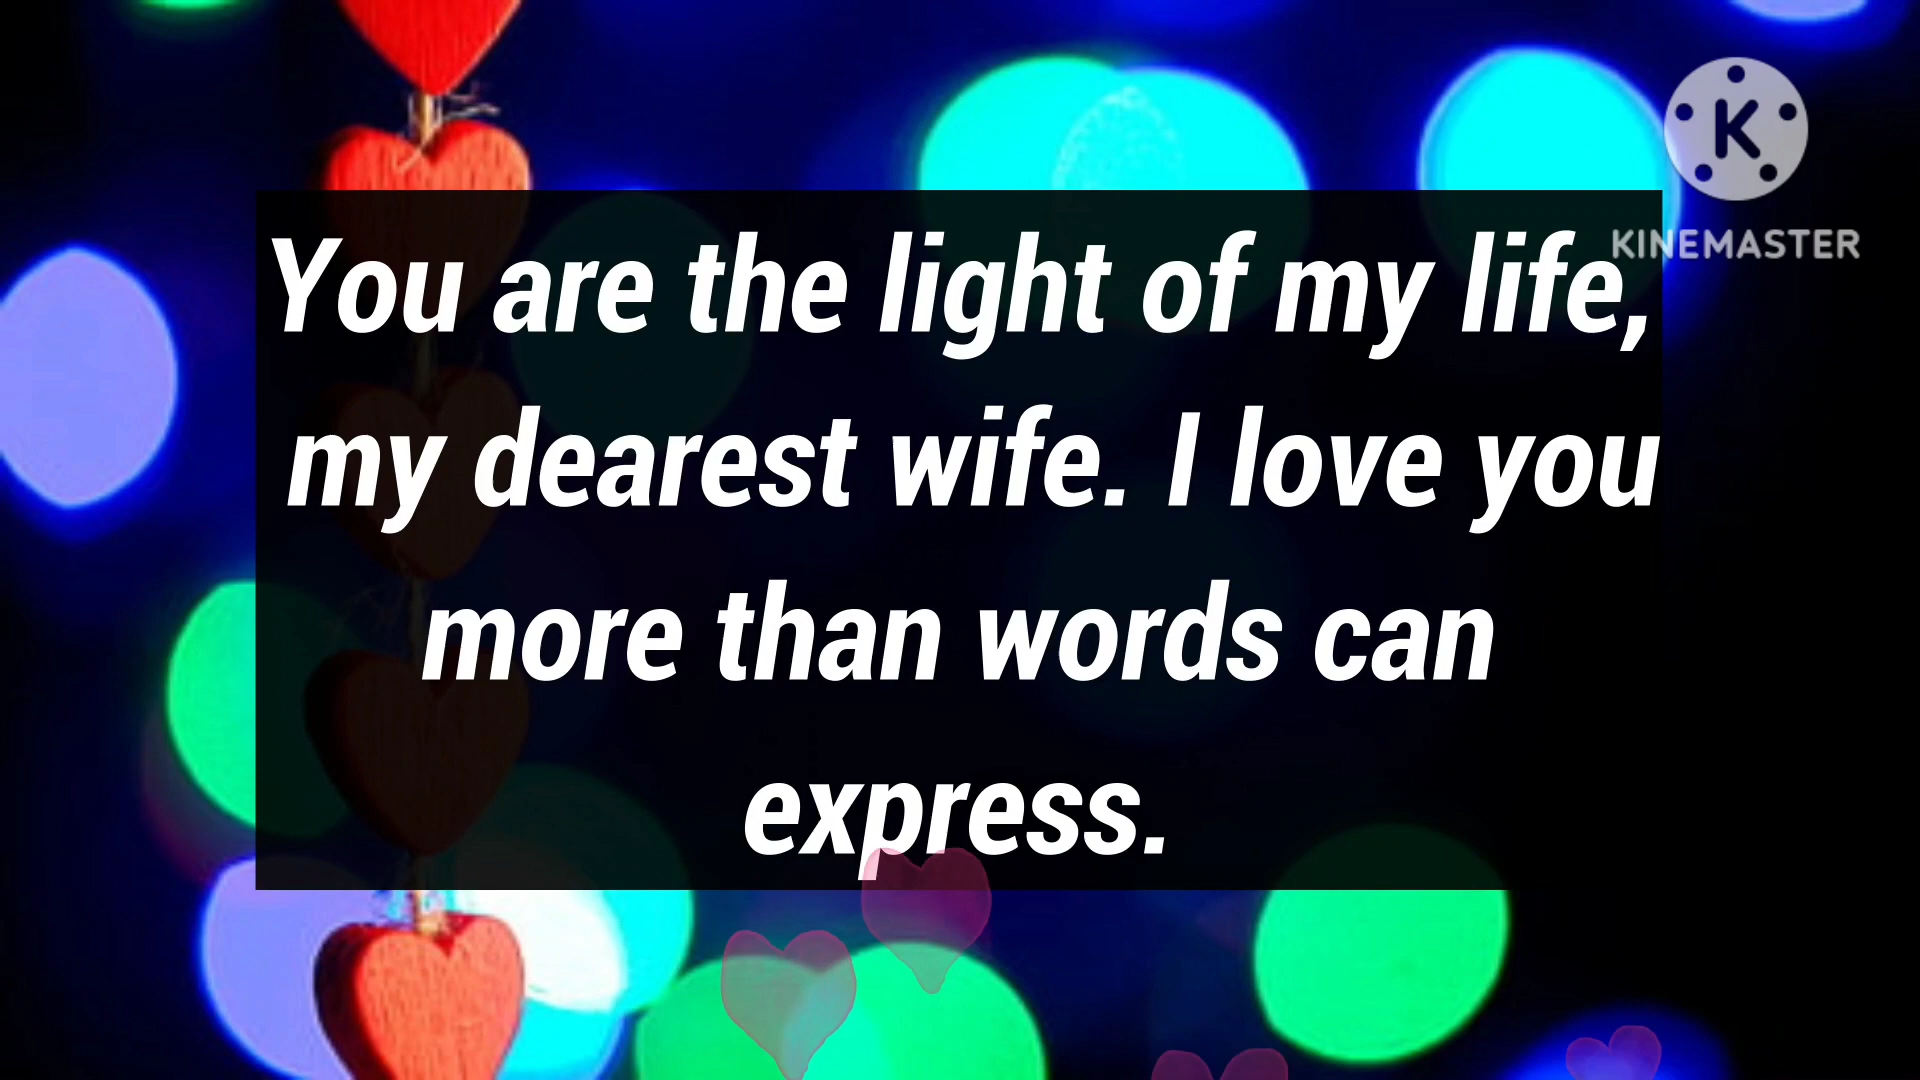 K
KINEMASTER
You are the light of my life,
my dearest wife. I love you
more than words can
express.